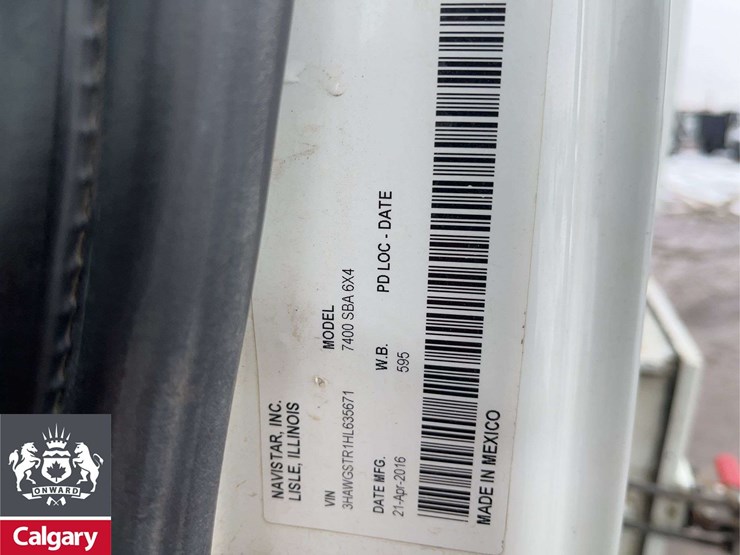 NAVISTAR, INC.
LISLE, ILLINOIS
VIN
3HAWGSTR1HL635671
MODEL
7400 SBA 6X4
DATE MFG.
21-Apr-2016
W.B.
595
PD LOC - DATE
MADE IN MEXICO
ONWARD
Calgary